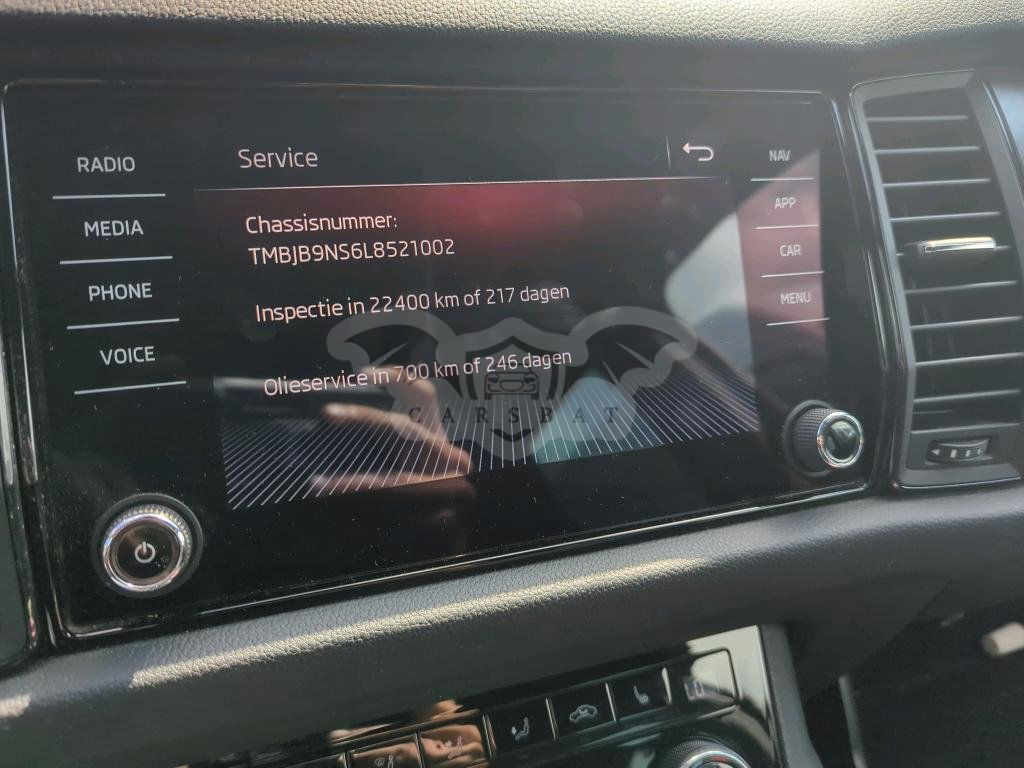 RADIO
MEDIA
PHONE
VOICE
Service
Chassisnummer:
TMBJB9NS6L8521002
Inspectie in 22400 km of 217 dagen
Olieservice in 700 km of 246 dagen
CARSBAT
NAV
APP
CAR
MENU